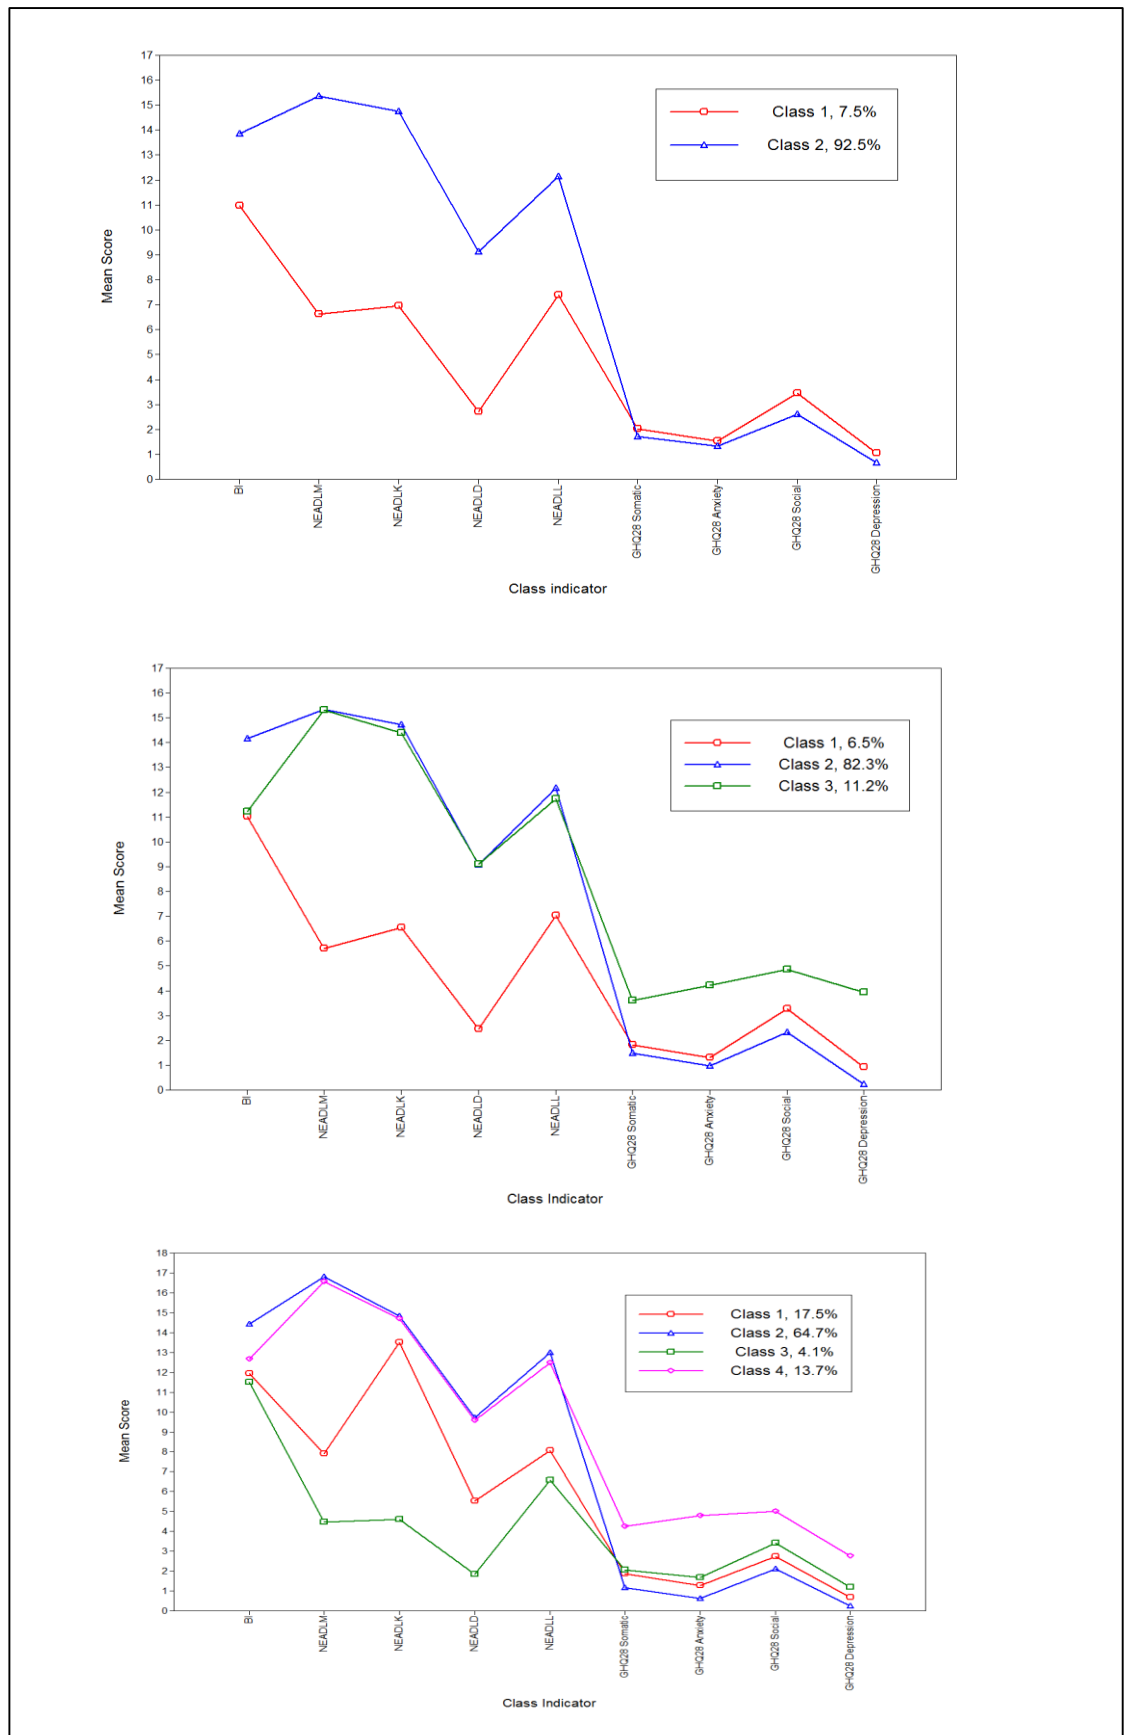 17
16
15
14
13
12
11
10
9
8
7
6
5
4
3
2
1
0
Mean Score
Class 1, 7.5%
Class 2, 92.5%
BI
NEADLM
NEADLK
NEADLD
NEADLL
GHQ28 Somatic
GHQ28 Anxiety
GHQ28 Social
GHQ28 Depression
Class indicator
17
16
15
14
13
12
11
10
9
8
7
6
5
4
3
2
1
0
Mean Score
Class 1, 6.5%
Class 2, 82.3%
Class 3, 11.2%
BI
NEADLM
NEADLK
NEADLD
NEADLL
GHQ28 Somatic
GHQ28 Anxiety
GHQ28 Social
GHQ28 Depression
Class Indicator
18
17
16
15
14
13
12
11
10
9
8
7
6
5
4
3
2
1
0
Mean Score
Class 1, 17.5%
Class 2, 64.7%
Class 3, 4.1%
Class 4, 13.7%
BI
NEADLM
NEADLK
NEADLD
NEADLL
GHQ28 Somatic
GHQ28 Anxiety
GHQ28 Social
GHQ28 Depression
Class Indicator